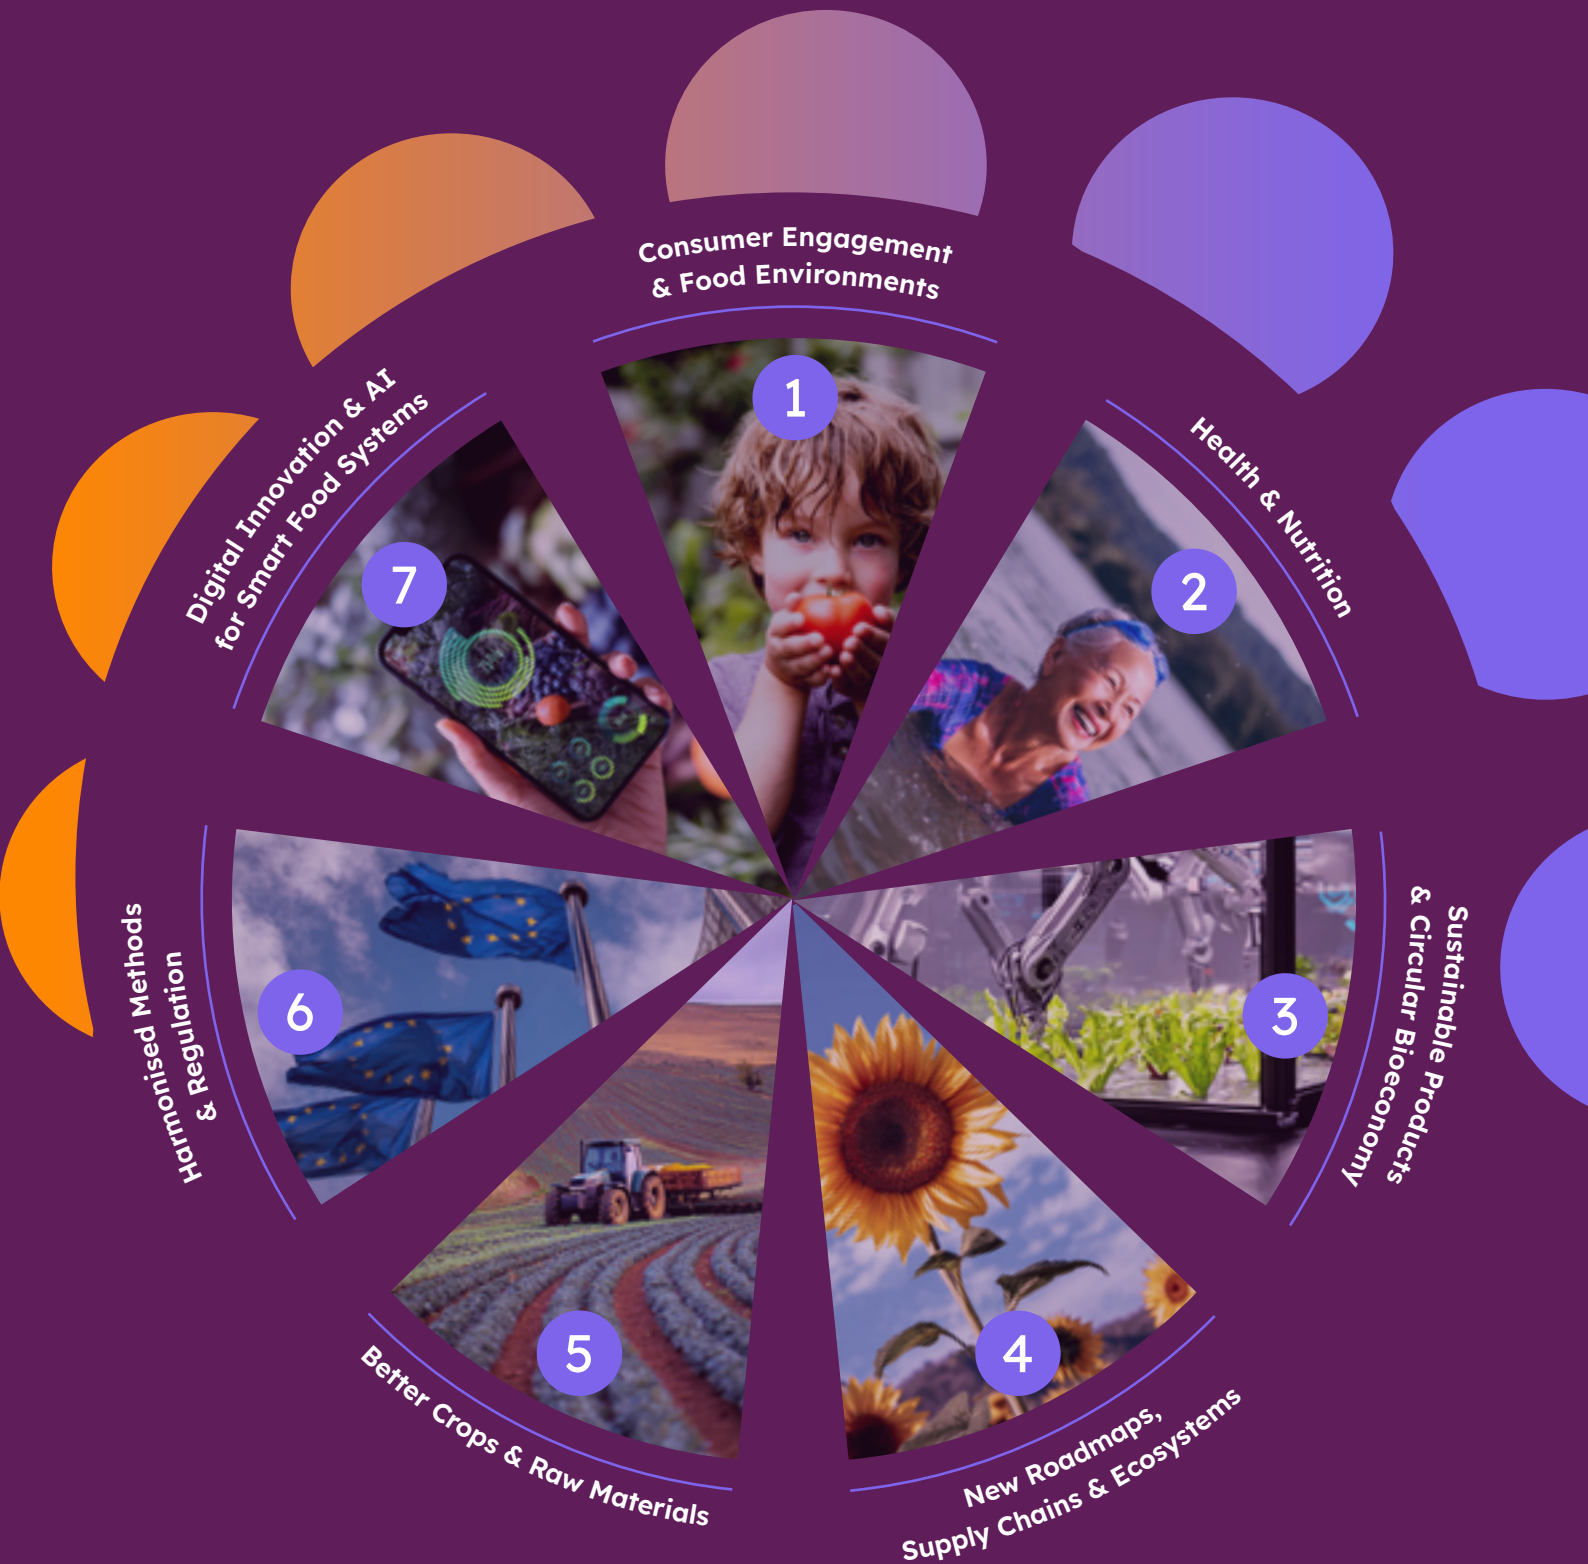 Consumer Engagement
& Food Environments
1
Health & Nutrition
2
Sustainable Products
& Circular Bioeconomy
3
New Roadmaps,
Supply Chains & Ecosystems
4
Better Crops & Raw Materials
5
Harmonised Methods
& Regulation
6
Digital Innovation & AI
for Smart Food Systems
7